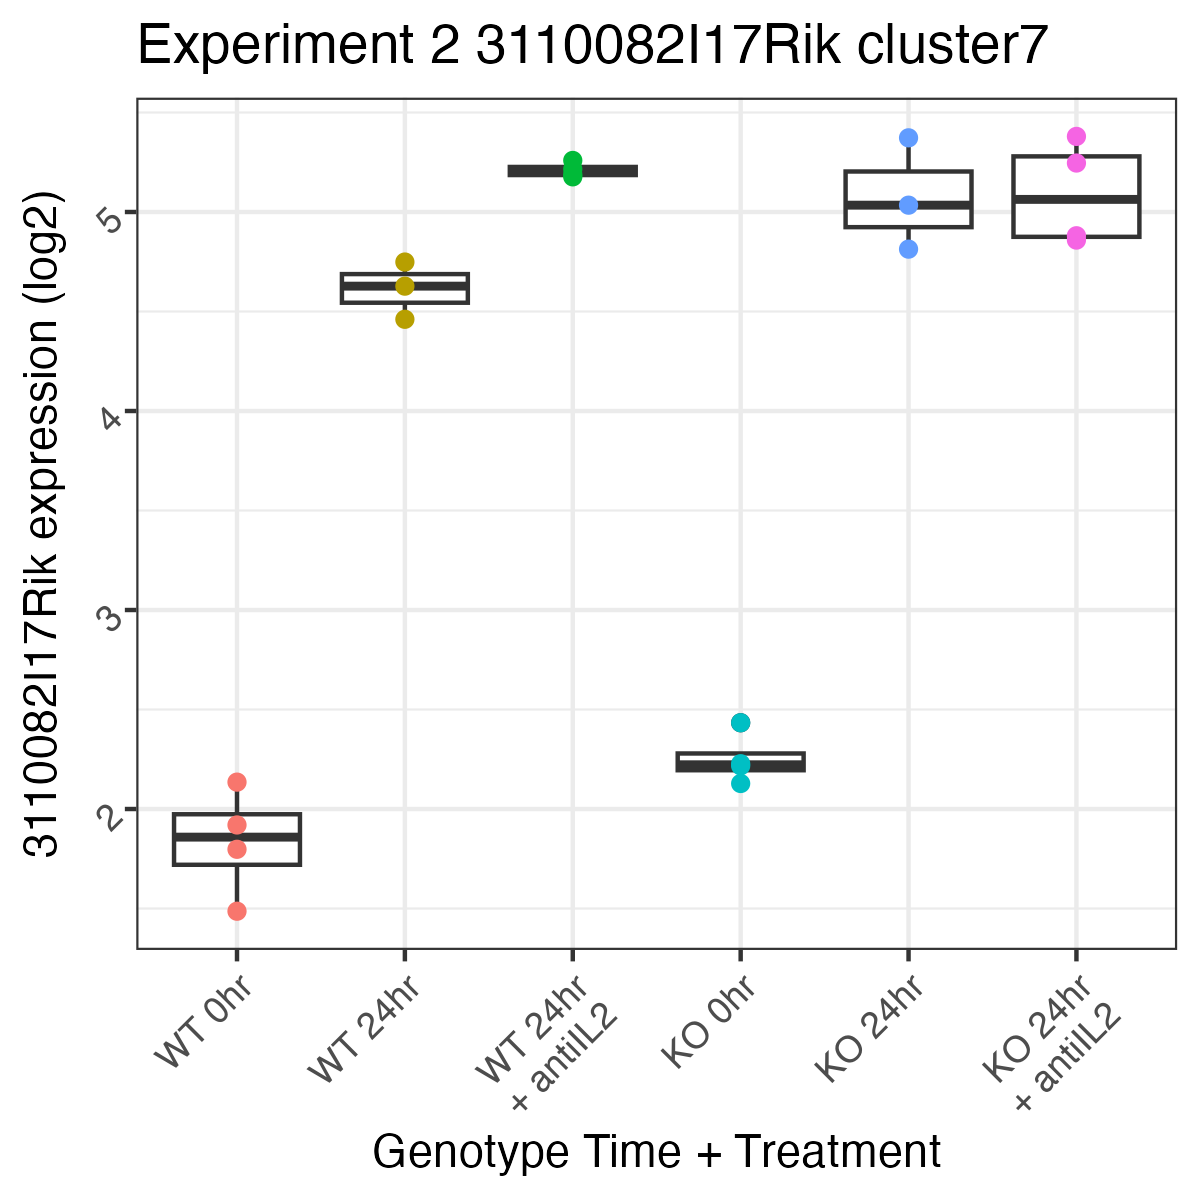 Experiment 2 3110082I17Rik cluster7
3110082I17Rik expression (log2)
5
4
3
2
WT 0hr
WT 24hr
WT 24hr
+ antiIL2
KO 0hr
KO 24hr
KO 24hr
+ antiIL2
Genotype Time + Treatment